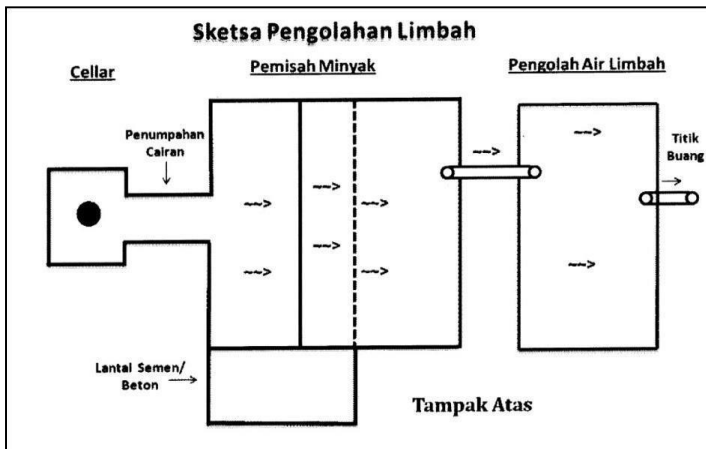 Sketsa Pengolahan Limbah
Cellar
Pemisah Minyak
Pengolah Air Limbah
Penumpahan
Cairan
Titik
Buang
Lantai Semen/
Beton
Tampak Atas